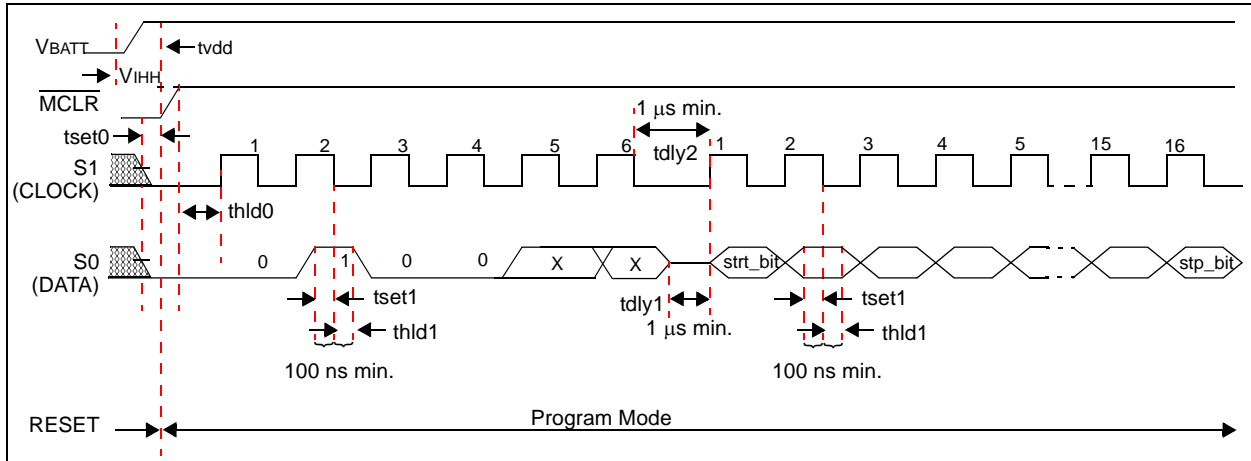 VBATT
tvdd
VIHH
MCLR
1 μs min.
tset0
1 2 3 4 5 6 tdly2 1 2 3 4 5 15 16
S1
(CLOCK)
thld0
S0
(DATA)
0 1 0 0 X X strt_bit stp_bit
tset1 tdly1 tset1
thld1 1 μs min. thld1
100 ns min. 100 ns min.
RESET Program Mode